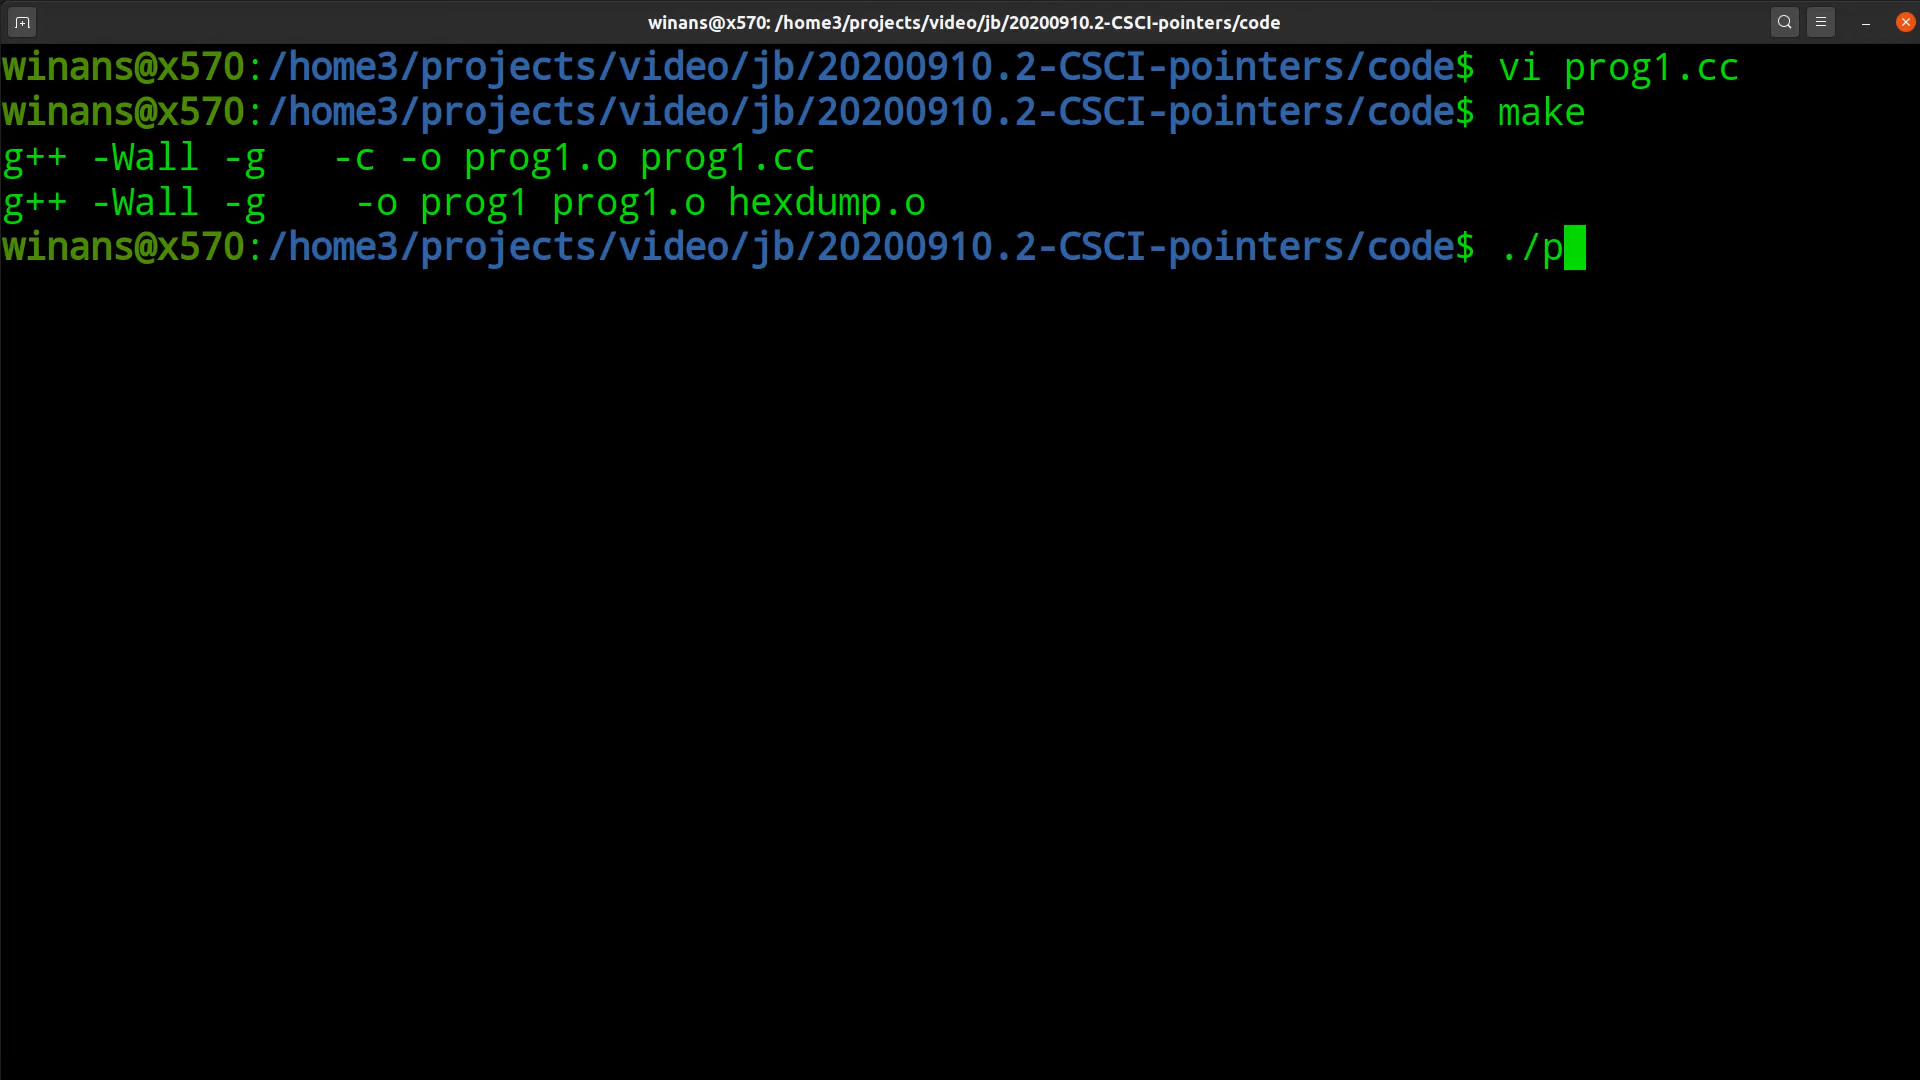 winans@x570: /home3/projects/video/jb/20200910.2-CSCI-pointers/code
winans@x570:/home3/projects/video/jb/20200910.2-CSCI-pointers/code$ vi prog1.cc
winans@x570:/home3/projects/video/jb/20200910.2-CSCI-pointers/code$ make
g++ -Wall -g   -c -o prog1.o prog1.cc
g++ -Wall -g    -o prog1 prog1.o hexdump.o
winans@x570:/home3/projects/video/jb/20200910.2-CSCI-pointers/code$ ./p